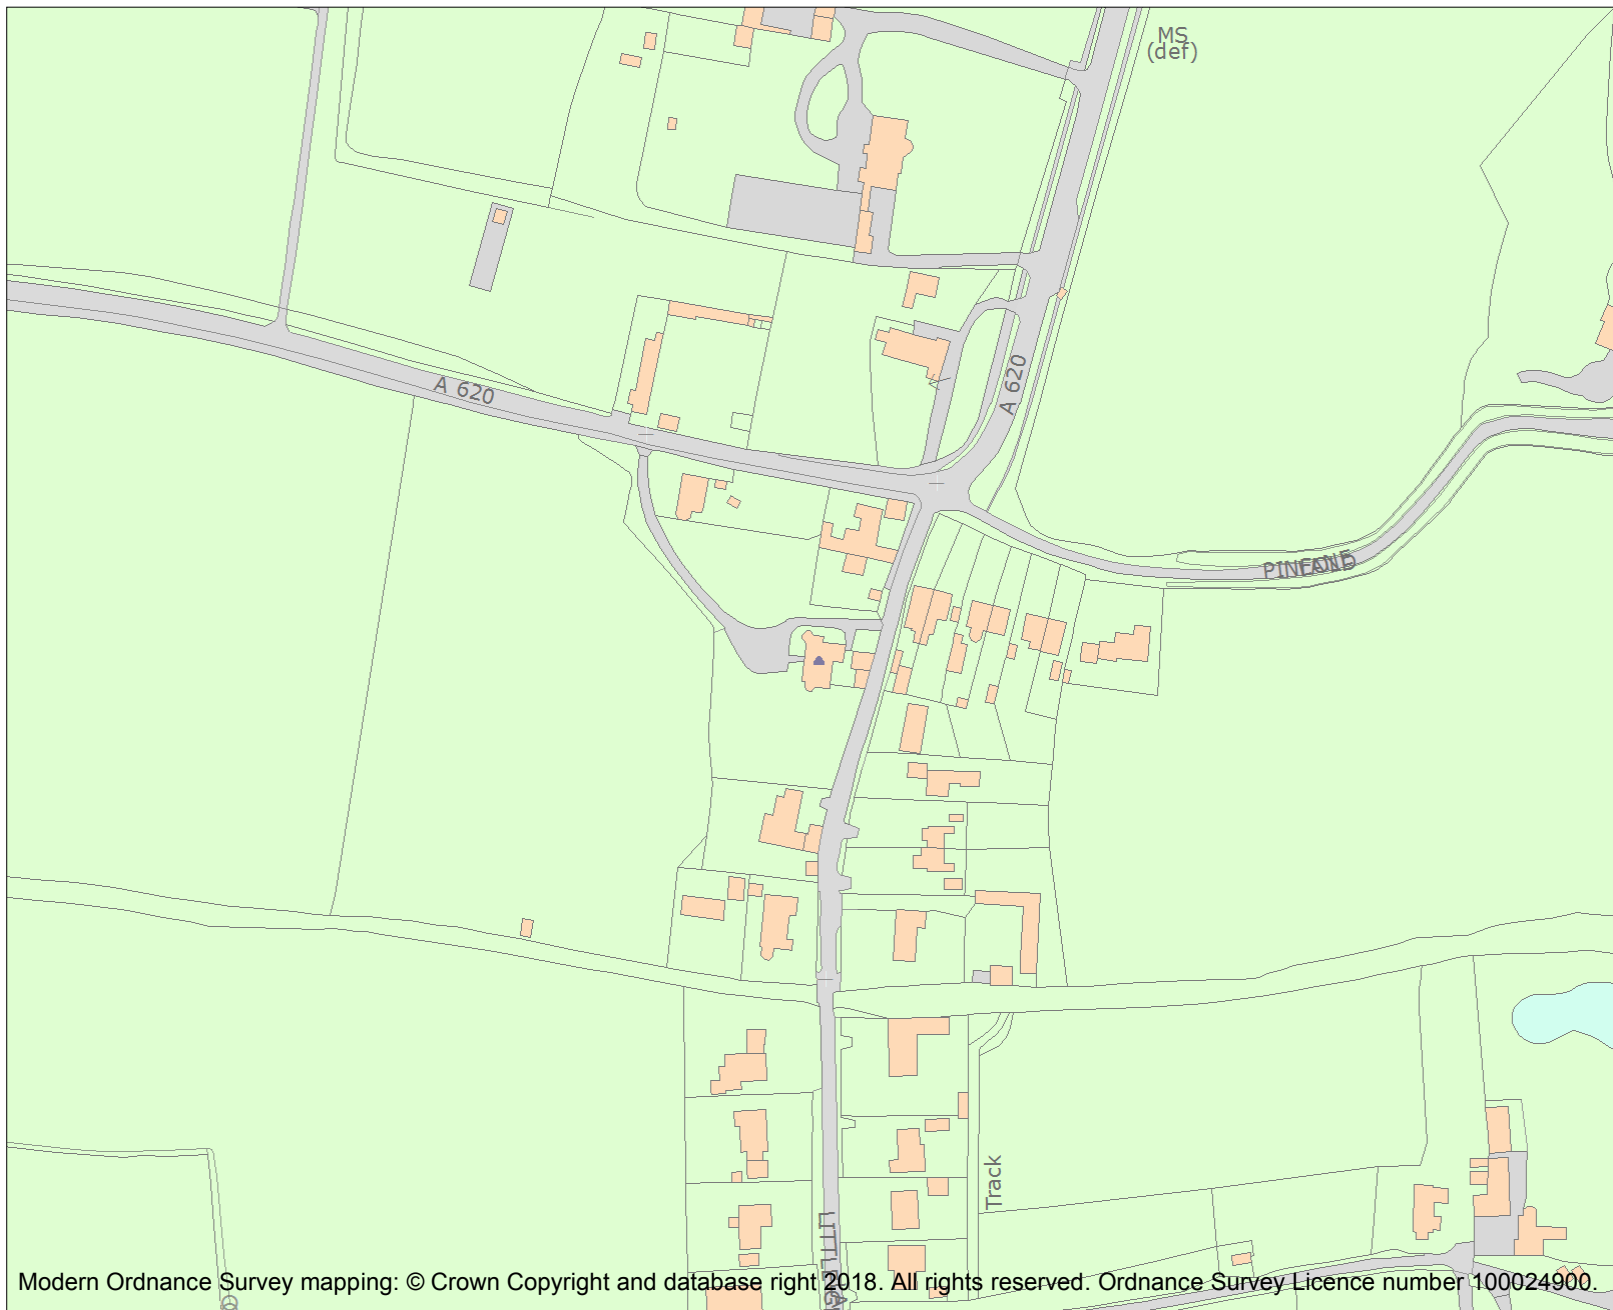 MS
(def)
A 620
A 620
Track
Modern Ordnance Survey mapping: © Crown Copyright and database right 2018. All rights reserved. Ordnance Survey Licence number 100024900.